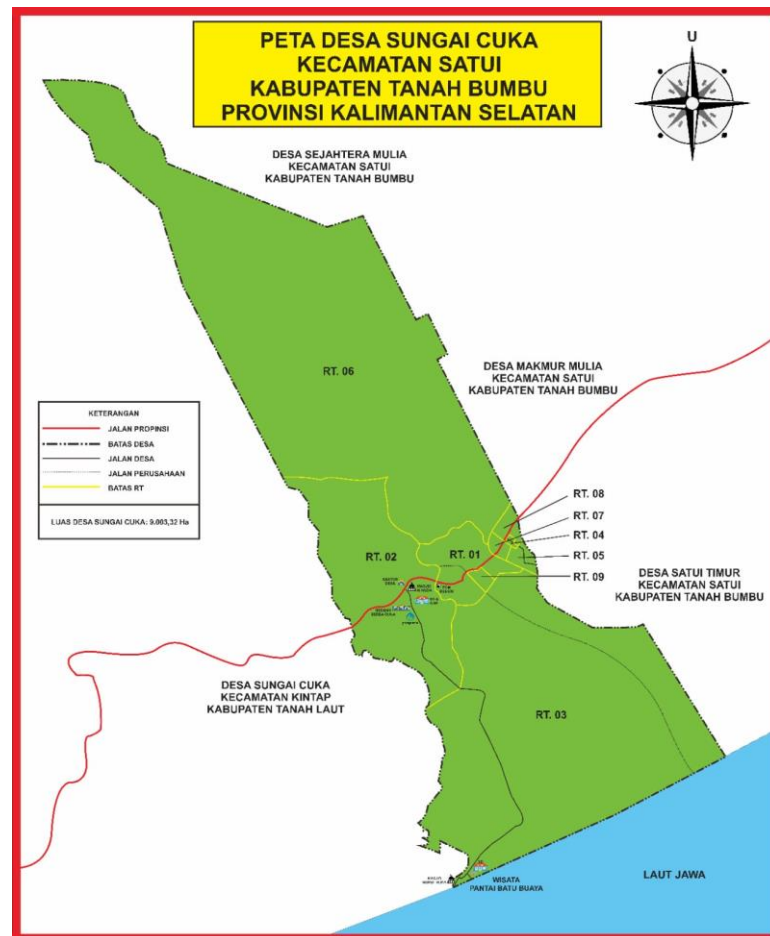 PETA DESA SUNGAI CUKA
KECAMATAN SATUI
KABUPATEN TANAH BUMBU
PROVINSI KALIMANTAN SELATAN
U
DESA SEJAHTERA MULIA
KECAMATAN SATUI
KABUPATEN TANAH BUMBU
RT. 06
DESA MAKMUR MULIA
KECAMATAN SATUI
KABUPATEN TANAH BUMBU
KETERANGAN
JALAN PROPINSI
BATAS DESA
JALAN DESA
JALAN PERUSAHAAN
BATAS RT
LUAS DESA SUNGAI CUKA: 9.003,32 Ha
RT. 08
RT. 07
RT. 04
RT. 05
RT. 09
RT. 02
RT. 01
DESA SATUI TIMUR
KECAMATAN SATUI
KABUPATEN TANAH BUMBU
DESA SUNGAI CUKA
KECAMATAN KINTAP
KABUPATEN TANAH LAUT
RT. 03
WISATA
PANTAI BATU BUAYA
LAUT JAWA